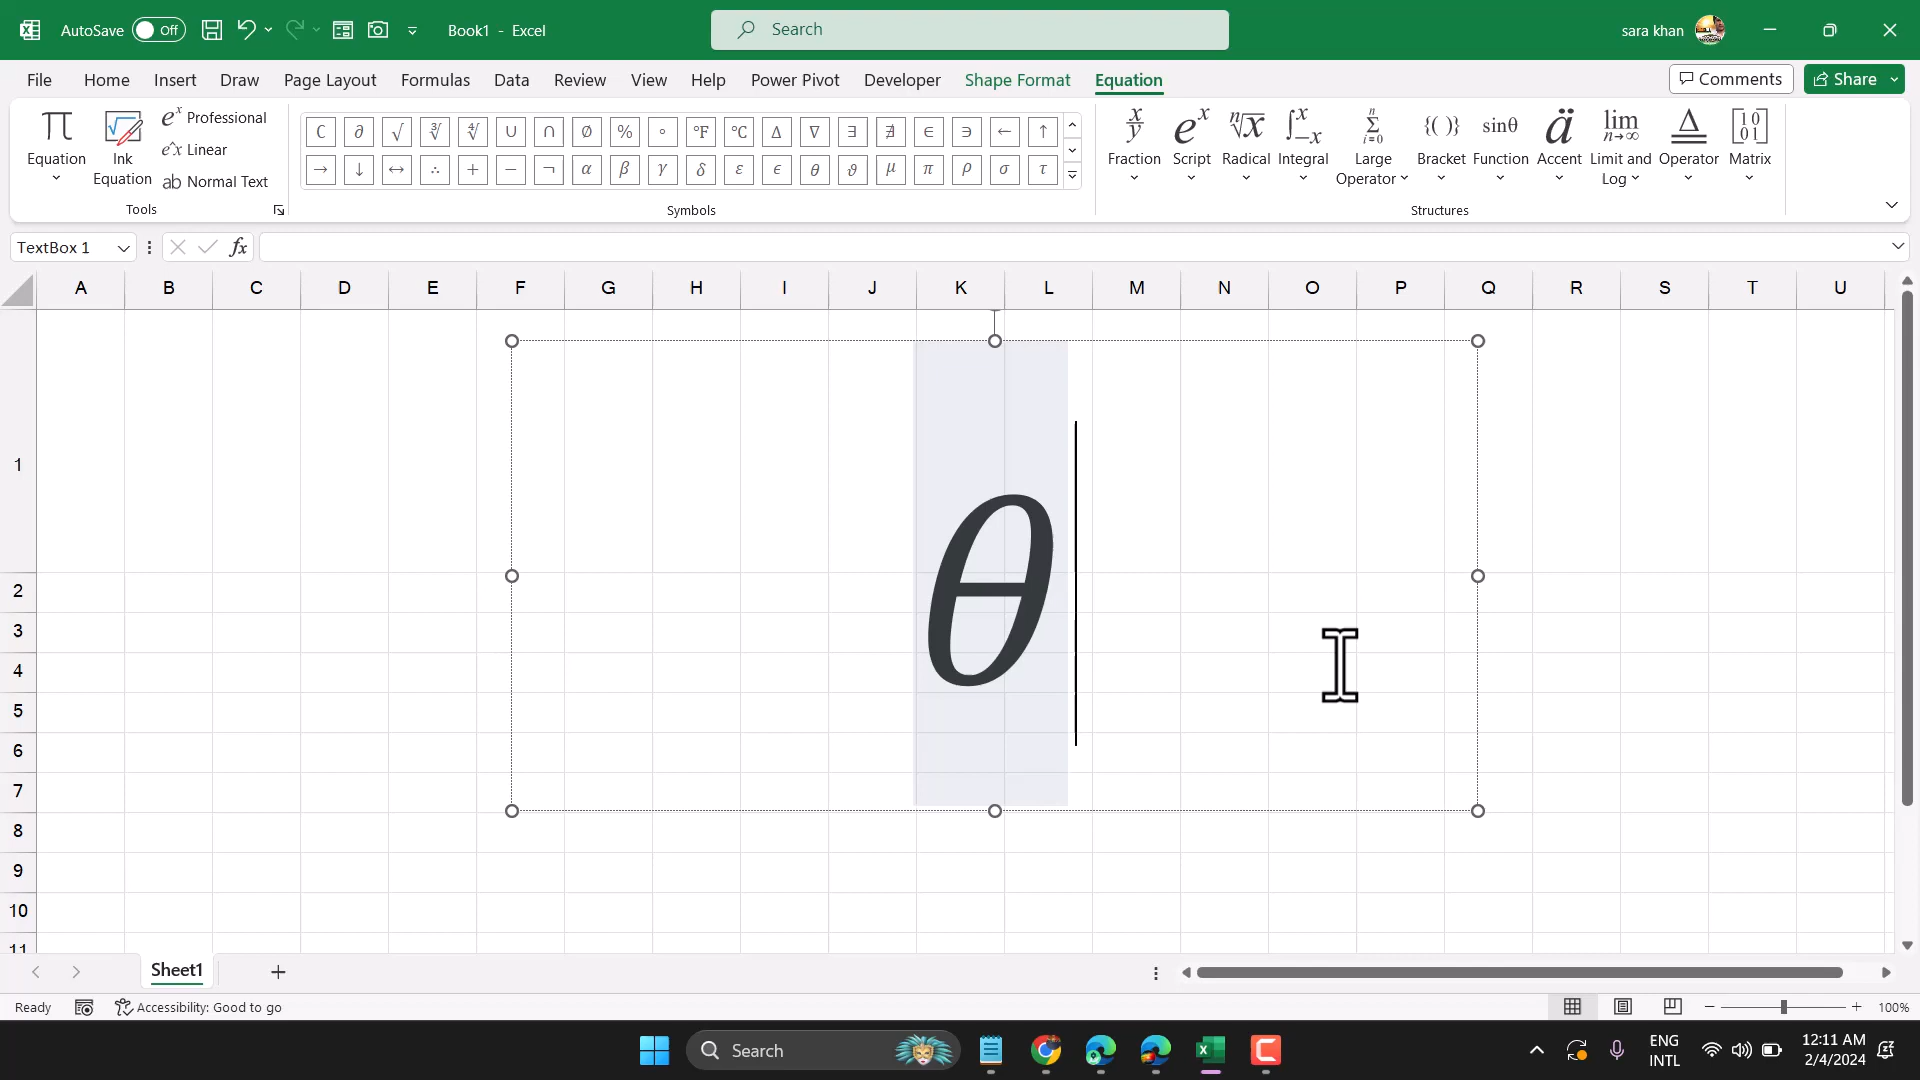 AutoSave Off Book1 - Excel Search sara khan
File Home Insert Draw Page Layout Formulas Data Review View Help Power Pivot Developer Shape Format Equation Comments Share
Equation
Ink Equation
Professional
Linear
ab Normal Text
Tools
C ∂ √ ∛ ∜ ∪ ∩ ∅ % ° °F °C ∆ ∇ ∃ ∄ ∈ ∋ ← ↑
→ ↓ ↔ ∴ + − ¬ α β γ δ ε ϵ θ ϑ μ π ρ σ τ
Symbols
Fraction Script Radical Integral Large Operator Bracket Function Accent Limit and Log Operator Matrix
Structures
TextBox 1 fx
A B C D E F G H I J K L M N O P Q R S T U
1
θ
2
3
4
5
6
7
8
9
10
11
Sheet1
Ready Accessibility: Good to go 100%
Search ENG INTL 12:11 AM 2/4/2024